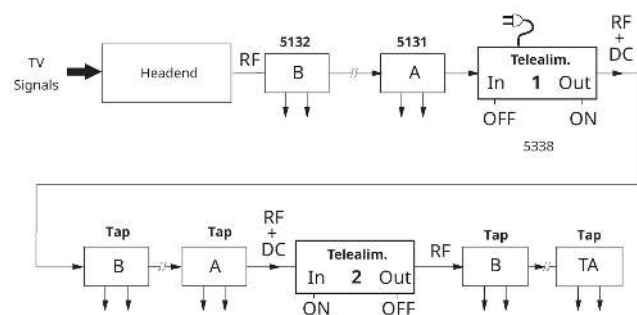 TV
Signals
Headend
RF
5132
B
5131
A
Telealim.
In 1 Out
OFF ON
5338
RF
+
DC
Tap
B
Tap
A
RF
+
DC
Telealim.
In 2 Out
ON OFF
RF
Tap
B
Tap
TA